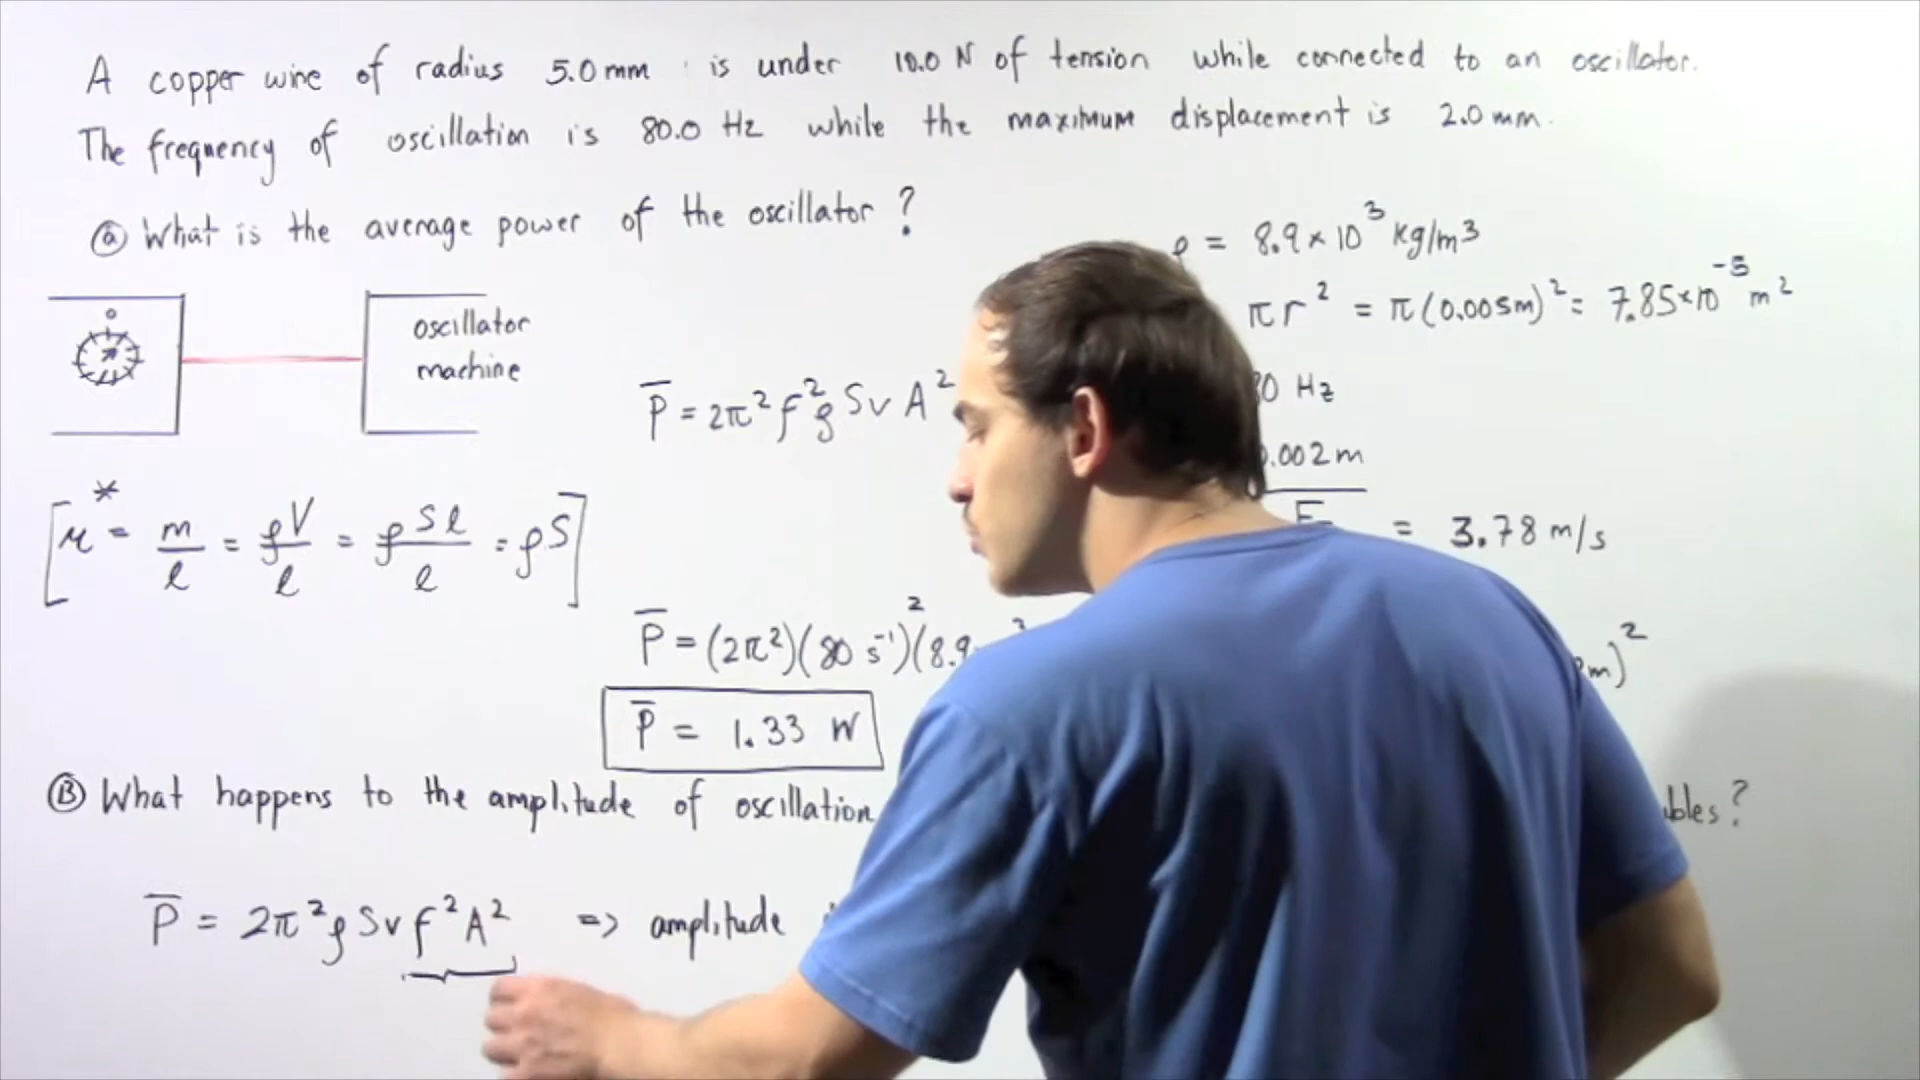 A copper wire of radius 5.0 mm is under 10.0 N of tension while connected to an oscillator.
The frequency of oscillation is 80.0 Hz while the maximum displacement is 2.0 mm.
ⓐ What is the average power of the oscillator?
ρ = 8.9×10³ kg/m³
πr² = π(0.005m)² = 7.85×10⁻⁵ m²
oscillator
machine
P̅ = 2π²f²ρSvA²
0 Hz
.002 m
[μ* = m/l = ρV/l = ρSl/l = ρS]
F = 3.78 m/s
P̅ = (2π²)(80 s⁻¹)²(8.9 m)²
P̅ = 1.33 W
Ⓑ What happens to the amplitude of oscillation bles?
P̅ = 2π²ρSvf²A² => amplitude